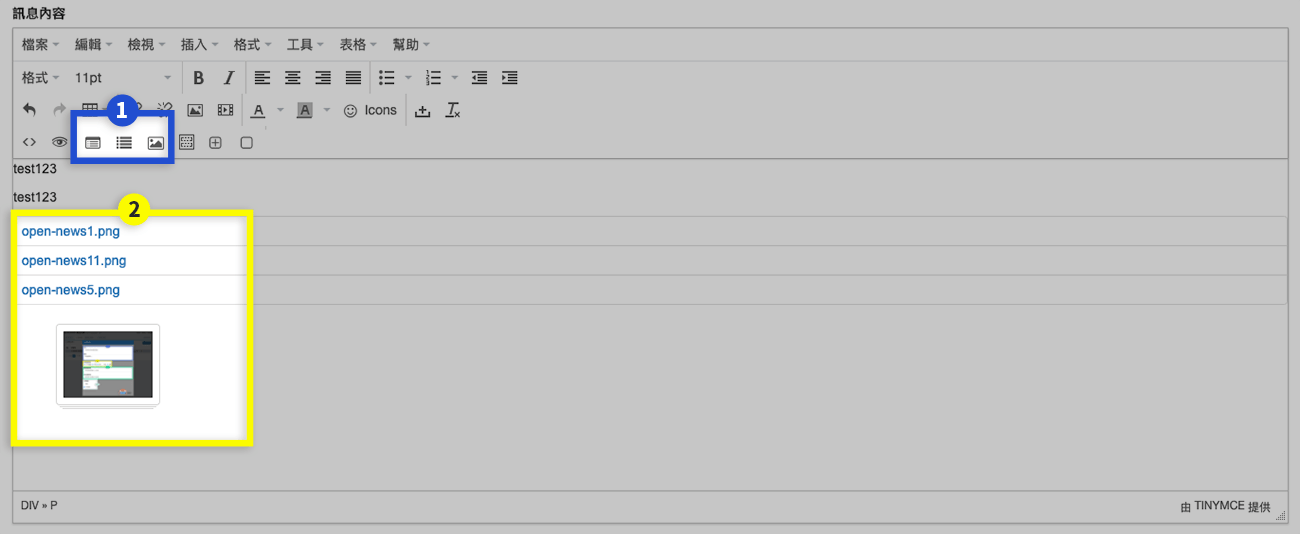 訊息內容
檔案 編輯 檢視 插入 格式 工具 表格 幫助
格式 11pt B I
A A Icons
1
test123
test123
2
open-news1.png
open-news11.png
open-news5.png
DIV » P 由 TINYMCE 提供